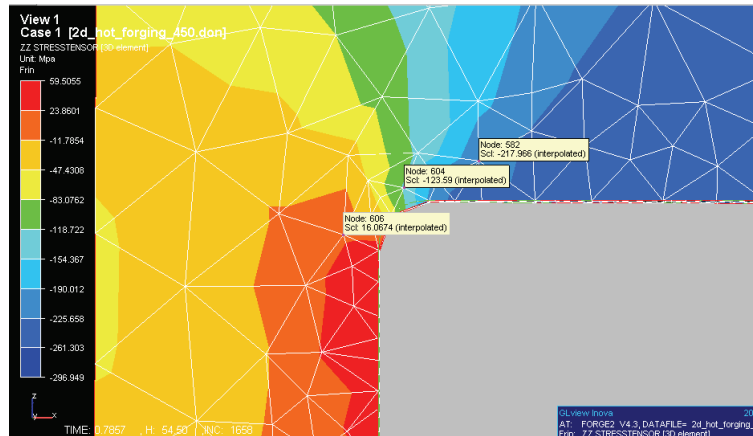 View 1
Case 1 [2d_hot_forging_450.don]
ZZ STRESSTENSOR [3D element]
Unit: Mpa
Frin
59.5055
23.8601
-11.7854
-47.4308
-83.0762
-118.722
-154.367
-190.012
-225.658
-261.303
-296.949
Node: 582
Scl: -217.966 (interpolated)
Node: 604
Scl: -123.59 (interpolated)
Node: 606
Scl: 16.0674 (interpolated)
z
x
TIME: 0.7857 , H: 54.50 , INC: 1658
GLview Inova 20
AT: FORGE2 V4.3, DATAFILE= 2d_hot_forging_
Frin: ZZ STRESSTENSOR [3D element]